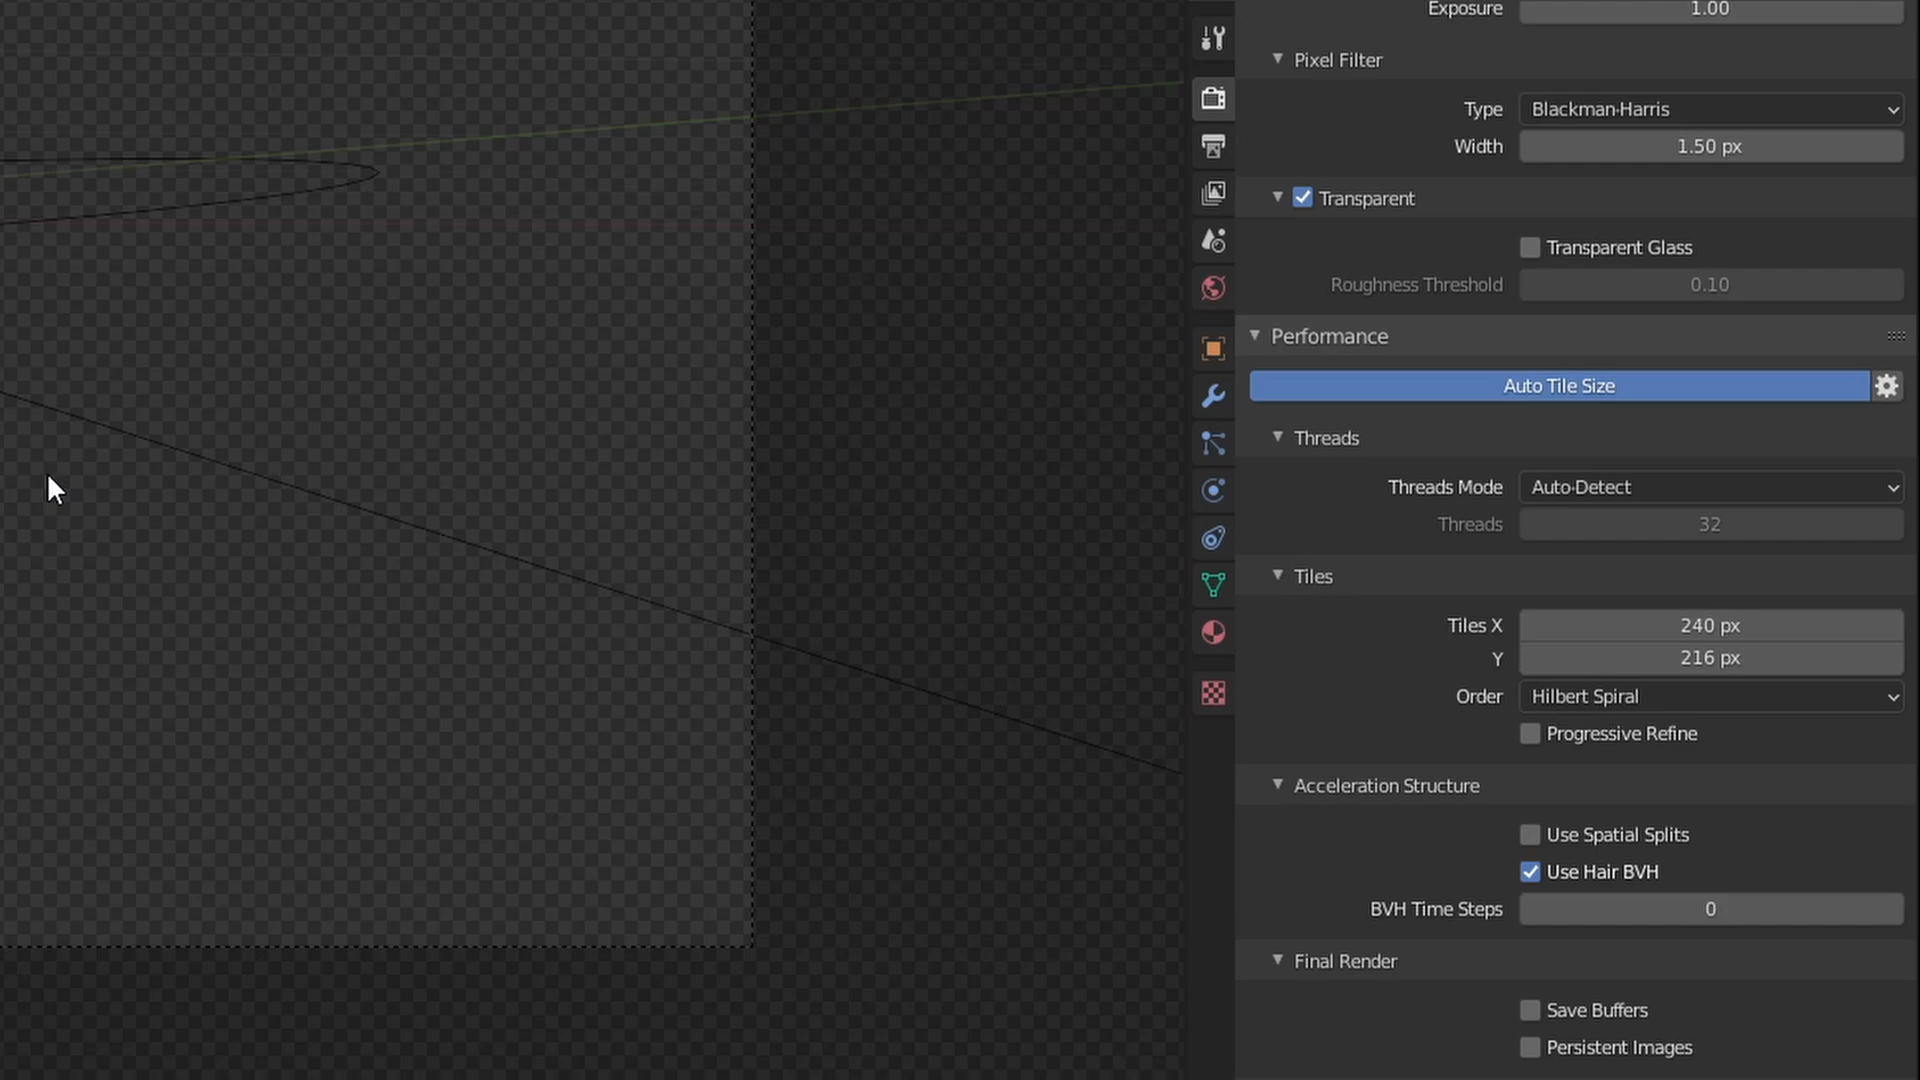 Exposure 1.00
Pixel Filter
Type Blackman-Harris
Width 1.50 px
Transparent
Transparent Glass
Roughness Threshold 0.10
Performance
Auto Tile Size
Threads
Threads Mode Auto-Detect
Threads 32
Tiles
Tiles X 240 px
Y 216 px
Order Hilbert Spiral
Progressive Refine
Acceleration Structure
Use Spatial Splits
Use Hair BVH
BVH Time Steps 0
Final Render
Save Buffers
Persistent Images